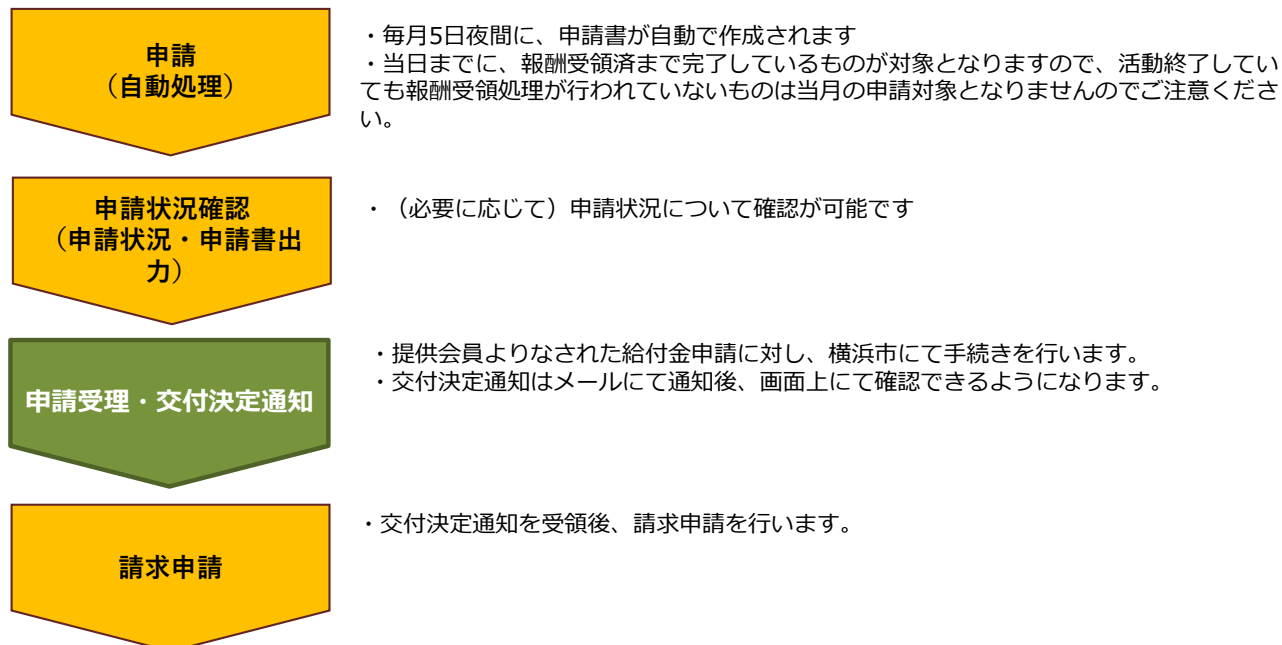 申請
（自動処理）
・毎月5日夜間に、申請書が自動で作成されます
・当日までに、報酬受領済まで完了しているものが対象となりますので、活動終了してい
ても報酬受領処理が行われていないものは当月の申請対象となりませんのでご注意くださ
い。
申請状況確認
（申請状況・申請書出
力）
・（必要に応じて）申請状況について確認が可能です
申請受理・交付決定通知
・提供会員よりなされた給付金申請に対し、横浜市にて手続きを行います。
・交付決定通知はメールにて通知後、画面上にて確認できるようになります。
請求申請
・交付決定通知を受領後、請求申請を行います。